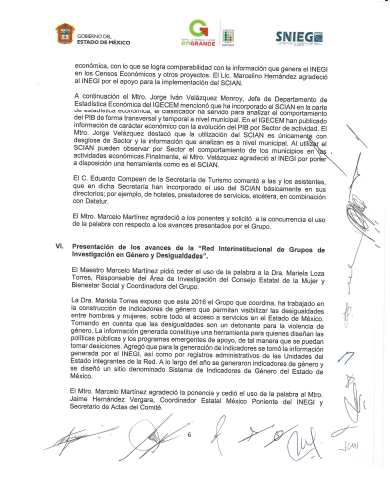 GOBIERNO DEL
ESTADO DE MÉXICO
enGRANDE
SNIEG
económica, con lo que se logra comparabilidad con la información que genera el INEGI
en los Censos Económicos y otros proyectos. El Lic. Marcelino Hernández agradeció
al INEGI por el apoyo para la implementación del SCIAN.
A continuación el Mtro. Jorge Iván Velázquez Monroy, Jefe de Departamento de
Estadística Económica del IGECEM mencionó que ha incorporado el SCIAN en la parte
de estadística económica, el clasificador ha servido para analizar el comportamiento
del PIB de forma transversal y temporal a nivel municipal. En el IGECEM han publicado
información de carácter económico con la evolución del PIB por Sector de actividad. El
Mtro. Jorge Velázquez destacó que la utilización del SCIAN es únicamente con
desglose de Sector y la información que analizan es a nivel municipal. Al utilizar el
SCIAN pueden observar por Sector el comportamiento de los municipios en las
actividades económicas.Finalmente, el Mtro. Velázquez agradeció al INEGI por poner
a disposición una herramienta como es el SCIAN.
El C. Eduardo Compean de la Secretaría de Turismo comentó a las y los asistentes,
que en dicha Secretaría han incorporado el uso del SCIAN básicamente en sus
directorios; por ejemplo, de hoteles, prestadores de servicios, etcétera, en combinación
con Datatur.
El Mtro. Marcelo Martínez agradeció a los ponentes y solicitó a la concurrencia el uso
de la palabra con respecto a los avances presentados por el Grupo.
VI. Presentación de los avances de la “Red Interinstitucional de Grupos de
Investigación en Género y Desigualdades”.
El Maestro Marcelo Martínez pidió ceder el uso de la palabra a la Dra. Mariela Loza
Torres, Responsable del Área de Investigación del Consejo Estatal de la Mujer y
Bienestar Social y Coordinadora del Grupo.
La Dra. Mariela Torres expuso que este 2016 el Grupo que coordina, ha trabajado en
la construcción de indicadores de género que permitan visibilizar las desigualdades
entre hombres y mujeres, sobre todo el acceso a servicios en el Estado de México.
Tomando en cuenta que las desigualdades son un detonante para la violencia de
género. La información generada constituye una herramienta para quienes diseñan las
políticas públicas y los programas emergentes de apoyo, de tal manera que se puedan
tomar desiciones. Agregó que para la generación de indicadores se tomó la información
generada por el INEGI, así como por registros administrativos de las Unidades del
Estado integrantes de la Red. A lo largo del año se generaron indicadores de género y
se diseñó un sitio denominado Sistema de Indicadores de Género del Estado de
México.
El Mtro. Marcelo Martínez agradeció la ponencia y cedió el uso de la palabra al Mtro.
Jaime Hernández Vergara, Coordinador Estatal México Poniente del INEGI y
Secretario de Actas del Comité.
6